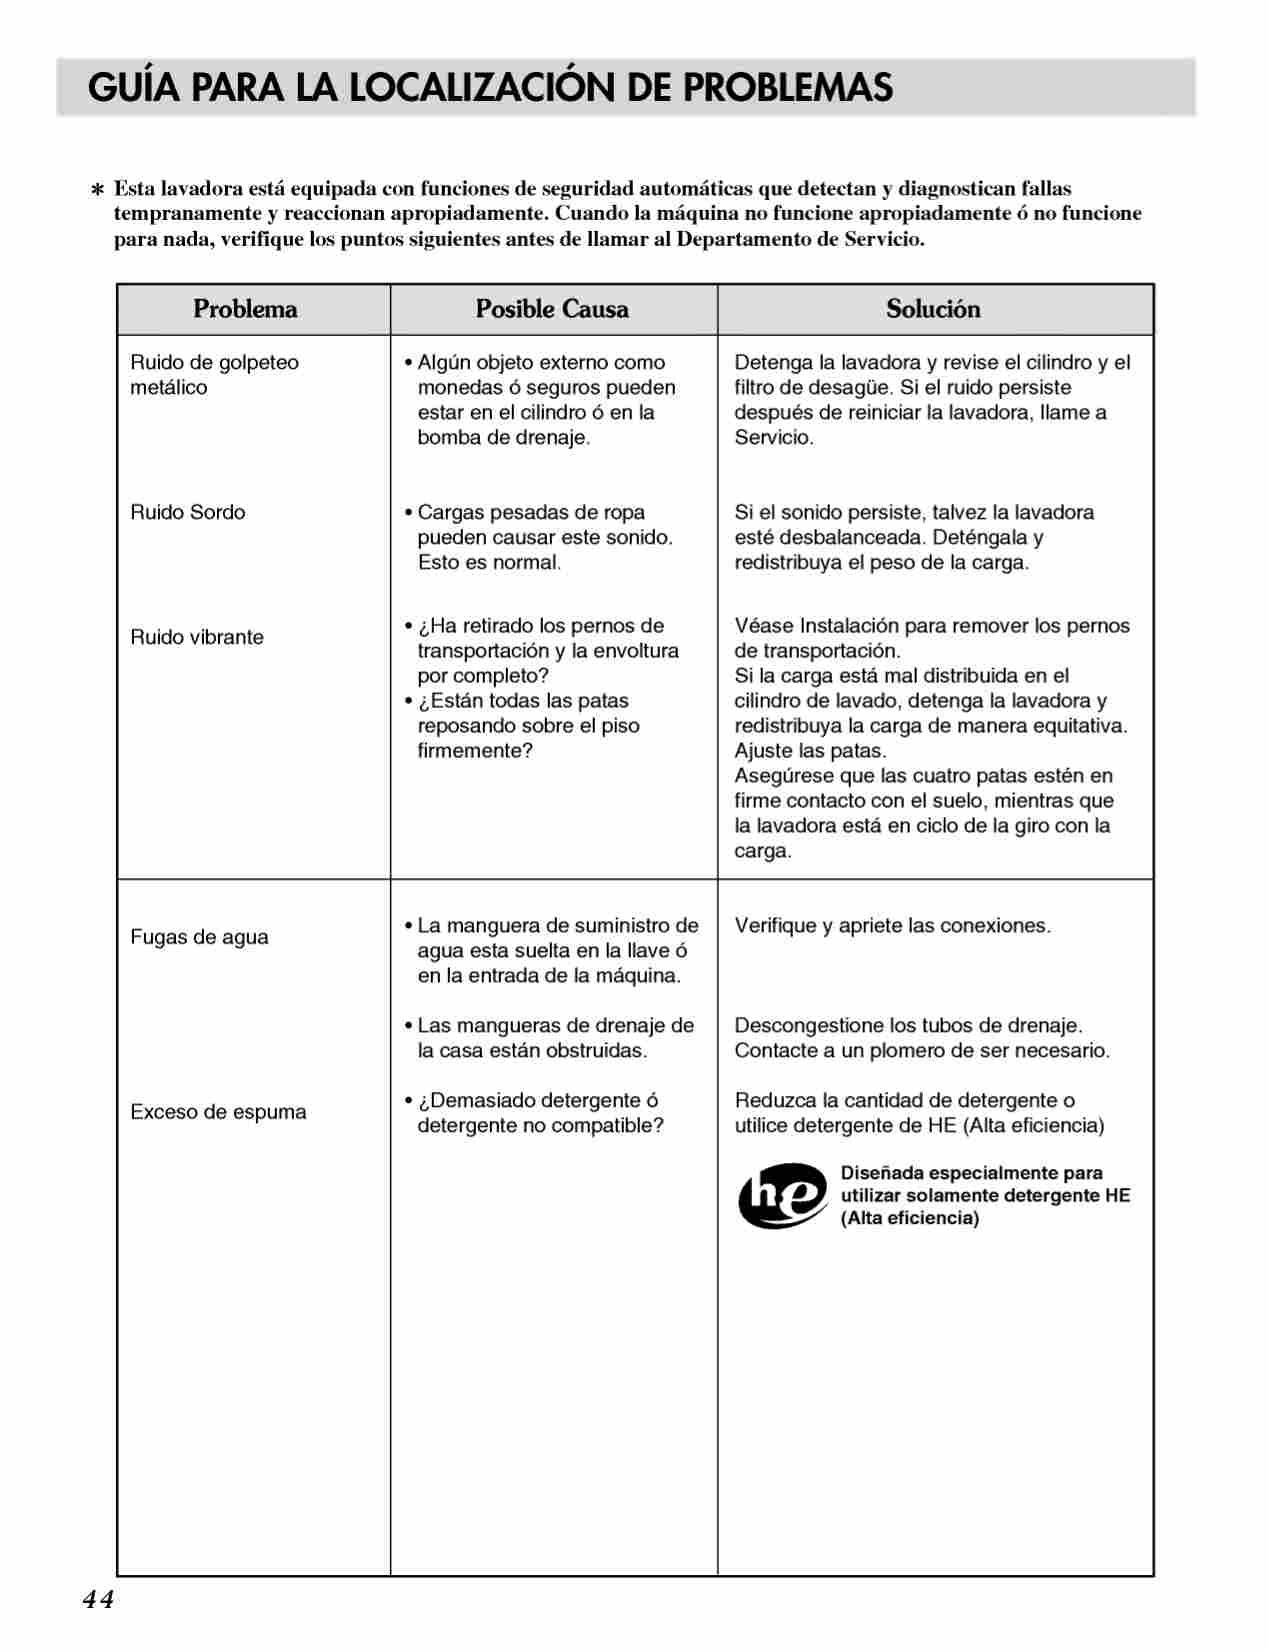 GUÍA PARA LA LOCALIZACIÓN DE PROBLEMAS
* Esta lavadora está equipada con funciones de seguridad automáticas que detectan y diagnostican fallas
tempranamente y reaccionan apropiadamente. Cuando la máquina no funcione apropiadamente ó no funcione
para nada, verifique los puntos siguientes antes de llamar al Departamento de Servicio.
Problema
Posible Causa
Solución
Ruido de golpeteo
metálico
• Algún objeto externo como
monedas ó seguros pueden
estar en el cilindro ó en la
bomba de drenaje.
Detenga la lavadora y revise el cilindro y el
filtro de desagüe. Si el ruido persiste
después de reiniciar la lavadora, llame a
Servicio.
Ruido Sordo
• Cargas pesadas de ropa
pueden causar este sonido.
Esto es normal.
Si el sonido persiste, talvez la lavadora
esté desbalanceada. Deténgala y
redistribuya el peso de la carga.
Ruido vibrante
• ¿Ha retirado los pernos de
transportación y la envoltura
por completo?
• ¿Están todas las patas
reposando sobre el piso
firmemente?
Véase Instalación para remover los pernos
de transportación.
Si la carga está mal distribuida en el
cilindro de lavado, detenga la lavadora y
redistribuya la carga de manera equitativa.
Ajuste las patas.
Asegúrese que las cuatro patas estén en
firme contacto con el suelo, mientras que
la lavadora está en ciclo de la giro con la
carga.
Fugas de agua
• La manguera de suministro de
agua esta suelta en la llave ó
en la entrada de la máquina.
Verifique y apriete las conexiones.
• Las mangueras de drenaje de
la casa están obstruidas.
Descongestione los tubos de drenaje.
Contacte a un plomero de ser necesario.
Exceso de espuma
• ¿Demasiado detergente ó
detergente no compatible?
Reduzca la cantidad de detergente o
utilice detergente de HE (Alta eficiencia)
he
Diseñada especialmente para
utilizar solamente detergente HE
(Alta eficiencia)
44